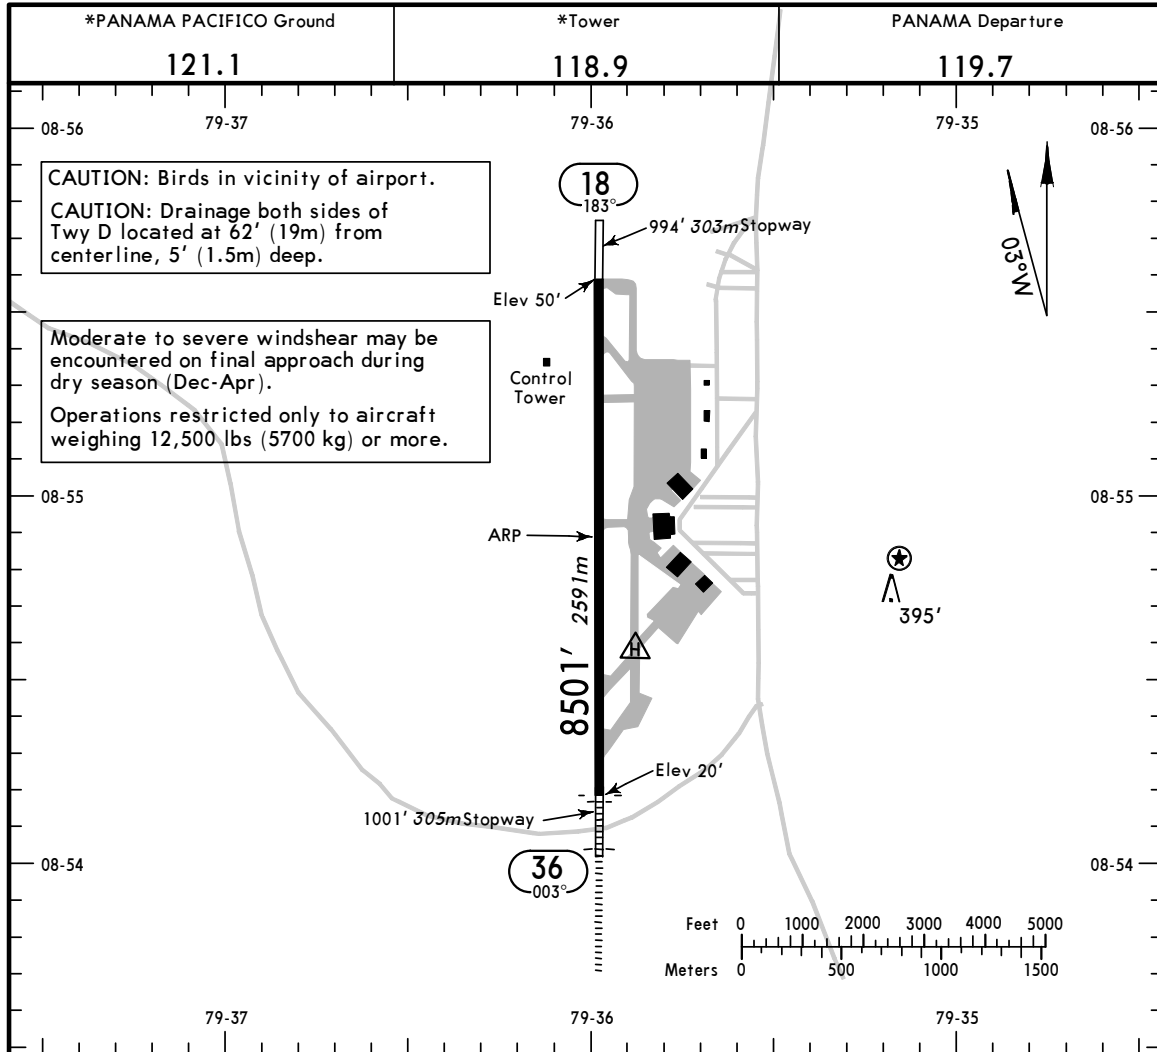 *PANAMA PACIFICO Ground
121.1
*Tower
118.9
PANAMA Departure
119.7
79-37
79-36
79-35
08-56
08-56
CAUTION: Birds in vicinity of airport.
CAUTION: Drainage both sides of
Twy D located at 62' (19m) from
centerline, 5' (1.5m) deep.
18
183°
994' 303m Stopway
03°W
Elev 50'
Moderate to severe windshear may be
encountered on final approach during
dry season (Dec-Apr).
Operations restricted only to aircraft
weighing 12,500 lbs (5700 kg) or more.
Control
Tower
08-55
08-55
ARP
2591m
8501'
395'
H
Elev 20'
1001' 305m Stopway
08-54
08-54
36
003°
Feet 0 1000 2000 3000 4000 5000
Meters 0 500 1000 1500
79-37
79-36
79-35